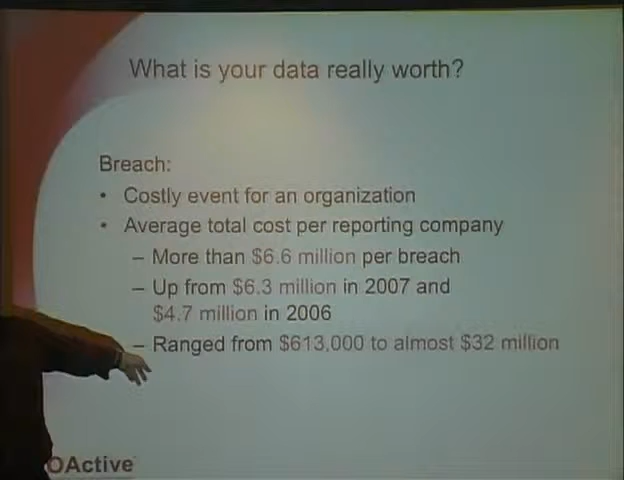 What is your data really worth?
Breach:
• Costly event for an organization
• Average total cost per reporting company
– More than $6.6 million per breach
– Up from $6.3 million in 2007 and
$4.7 million in 2006
– Ranged from $613,000 to almost $32 million
OActive